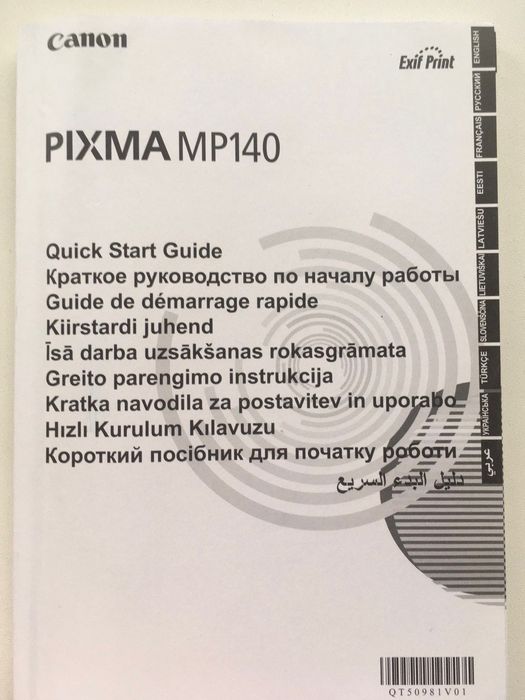 Canon
Exif Print
PIXMA MP140
Quick Start Guide
Краткое руководство по началу работы
Guide de démarrage rapide
Kiirstardi juhend
Īsā darba uzsākšanas rokasgrāmata
Greito parengimo instrukcija
Kratka navodila za postavitev in uporabo
Hızlı Kurulum Kılavuzu
Короткий посібник для початку роботи
دليل البدء السريع
ENGLISH
РУССКИЙ
FRANÇAIS
EESTI
LATVIEŠU
LIETUVIŠKAI
SLOVENŠČINA
TÜRKÇE
УКРАЇНСЬКА
عربي
QT50981V01